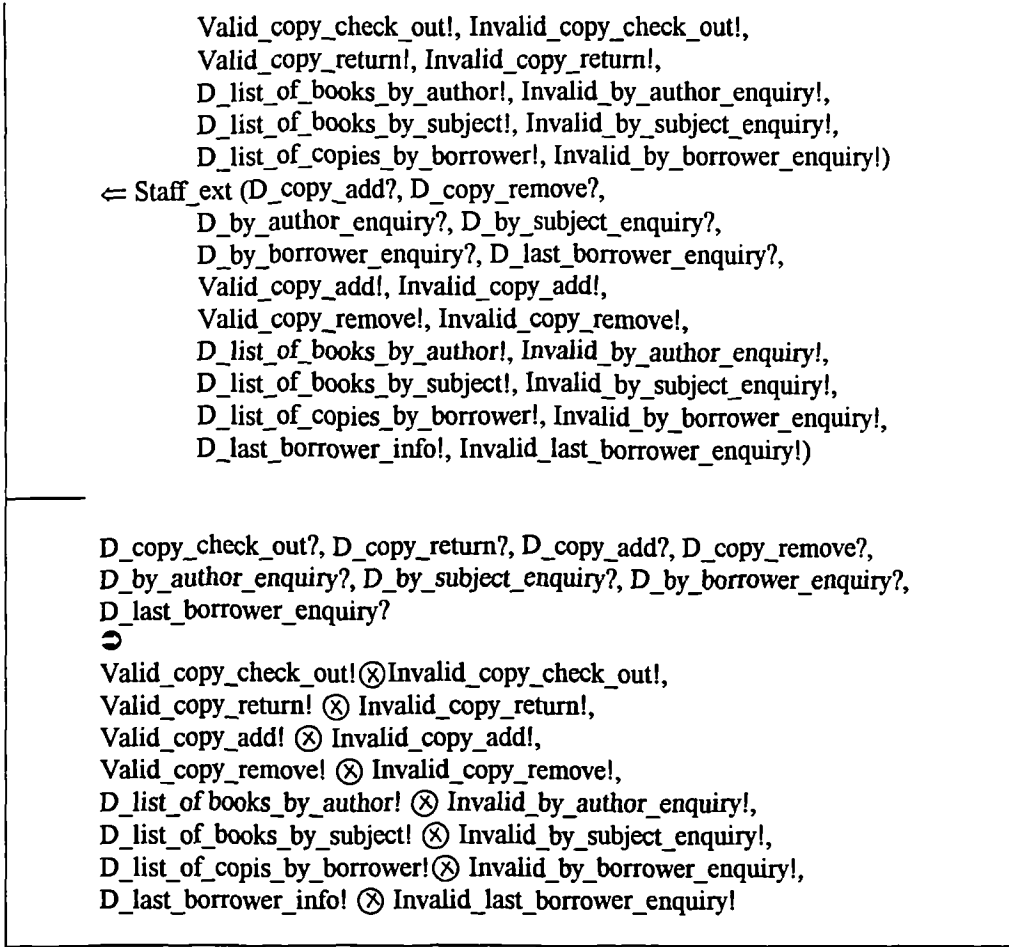 Valid_copy_check_out!, Invalid_copy_check_out!,
Valid_copy_return!, Invalid_copy_return!,
D_list_of_books_by_author!, Invalid_by_author_enquiry!,
D_list_of_books_by_subject!, Invalid_by_subject_enquiry!,
D_list_of_copies_by_borrower!, Invalid_by_borrower_enquiry!)
⇐ Staff_ext (D_copy_add?, D_copy_remove?,
D_by_author_enquiry?, D_by_subject_enquiry?,
D_by_borrower_enquiry?, D_last_borrower_enquiry?,
Valid_copy_add!, Invalid_copy_add!,
Valid_copy_remove!, Invalid_copy_remove!,
D_list_of_books_by_author!, Invalid_by_author_enquiry!,
D_list_of_books_by_subject!, Invalid_by_subject_enquiry!,
D_list_of_copies_by_borrower!, Invalid_by_borrower_enquiry!,
D_last_borrower_info!, Invalid_last_borrower_enquiry!)
D_copy_check_out?, D_copy_return?, D_copy_add?, D_copy_remove?,
D_by_author_enquiry?, D_by_subject_enquiry?, D_by_borrower_enquiry?,
D_last_borrower_enquiry?
⊃
Valid_copy_check_out!ⓧInvalid_copy_check_out!,
Valid_copy_return! ⓧ Invalid_copy_return!,
Valid_copy_add! ⓧ Invalid_copy_add!,
Valid_copy_remove! ⓧ Invalid_copy_remove!,
D_list_of books_by_author! ⓧ Invalid_by_author_enquiry!,
D_list_of_books_by_subject! ⓧ Invalid_by_subject_enquiry!,
D_list_of_copis_by_borrower!ⓧ Invalid_by_borrower_enquiry!,
D_last_borrower_info! ⓧ Invalid_last_borrower_enquiry!